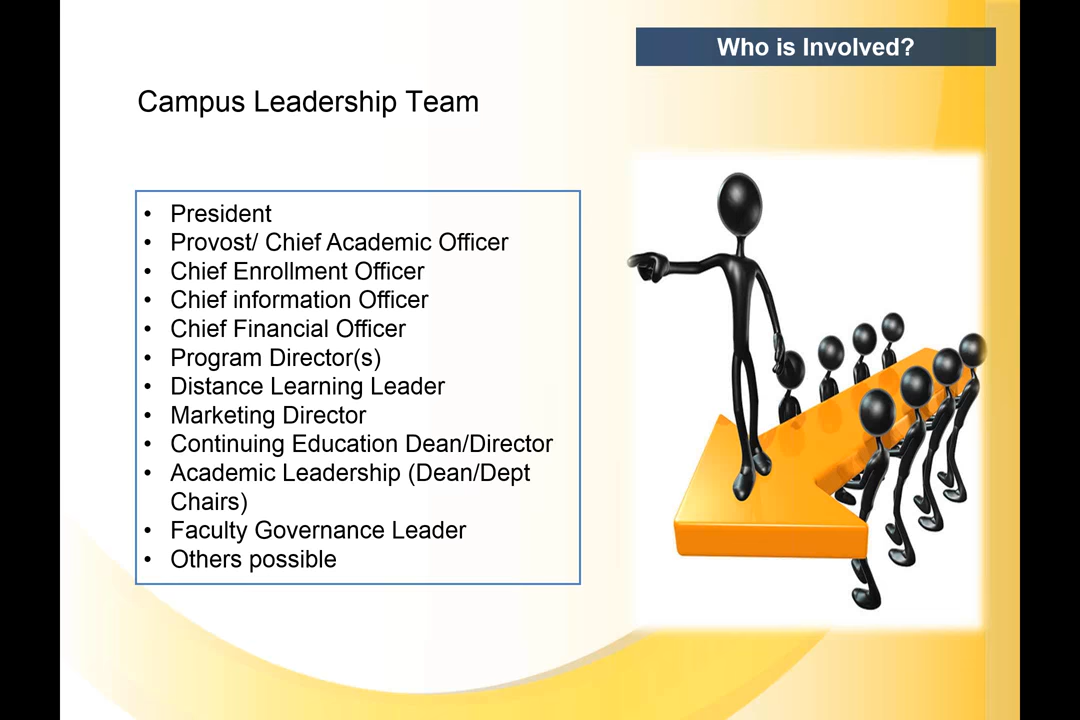 Who is Involved?
Campus Leadership Team
• President
• Provost/ Chief Academic Officer
• Chief Enrollment Officer
• Chief information Officer
• Chief Financial Officer
• Program Director(s)
• Distance Learning Leader
• Marketing Director
• Continuing Education Dean/Director
• Academic Leadership (Dean/Dept
Chairs)
• Faculty Governance Leader
• Others possible